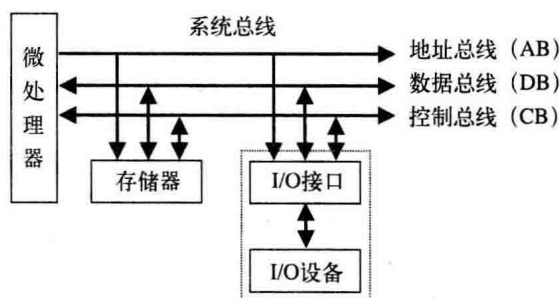 系统总线
微处理器
地址总线（AB）
数据总线（DB）
控制总线（CB）
存储器
I/O接口
I/O设备